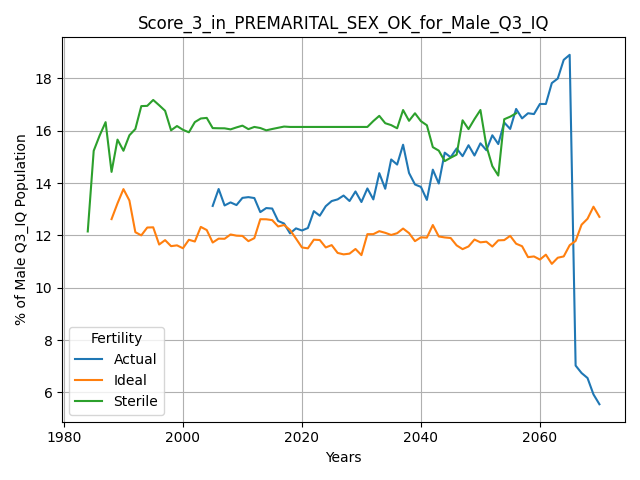 Score_3_in_PREMARITAL_SEX_OK_for_Male_Q3_IQ
% of Male Q3_IQ Population
18
16
14
12
10
8
6
Fertility
Actual
Ideal
Sterile
1980
2000
2020
2040
2060
Years